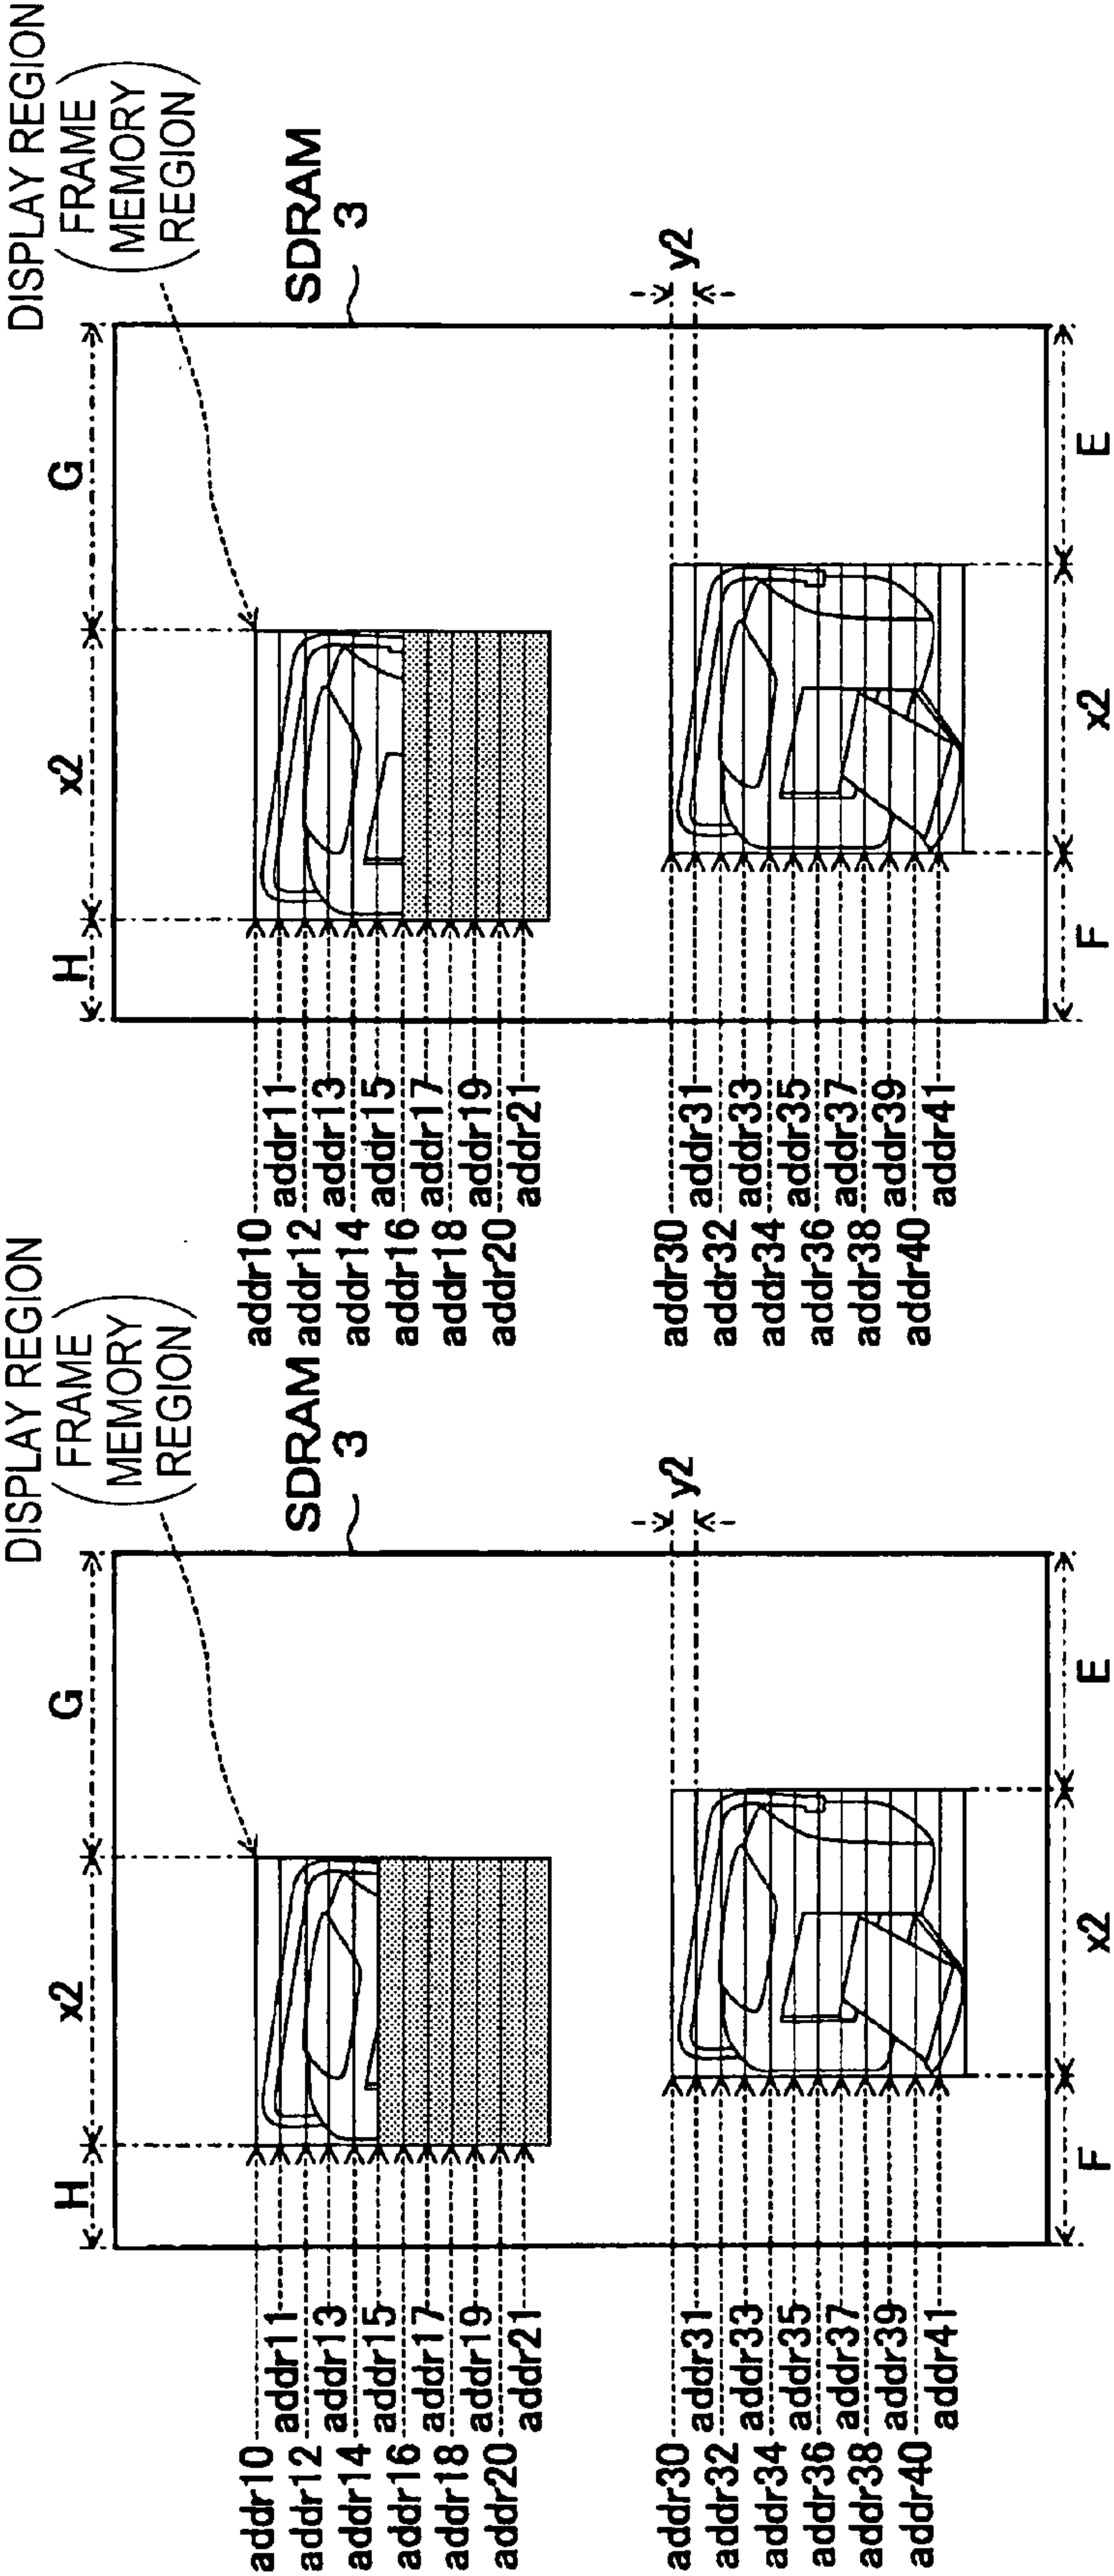 DISPLAY REGION
(FRAME
MEMORY
REGION)
H x2 G
addr10
addr11
addr12
addr13
addr14
addr15
addr16
addr17
addr18
addr19
addr20
addr21
SDRAM
3
y2
addr30
addr31
addr32
addr33
addr34
addr35
addr36
addr37
addr38
addr39
addr40
addr41
F x2 E
DISPLAY REGION
(FRAME
MEMORY
REGION)
H x2 G
addr10
addr11
addr12
addr13
addr14
addr15
addr16
addr17
addr18
addr19
addr20
addr21
SDRAM
3
y2
addr30
addr31
addr32
addr33
addr34
addr35
addr36
addr37
addr38
addr39
addr40
addr41
F x2 E